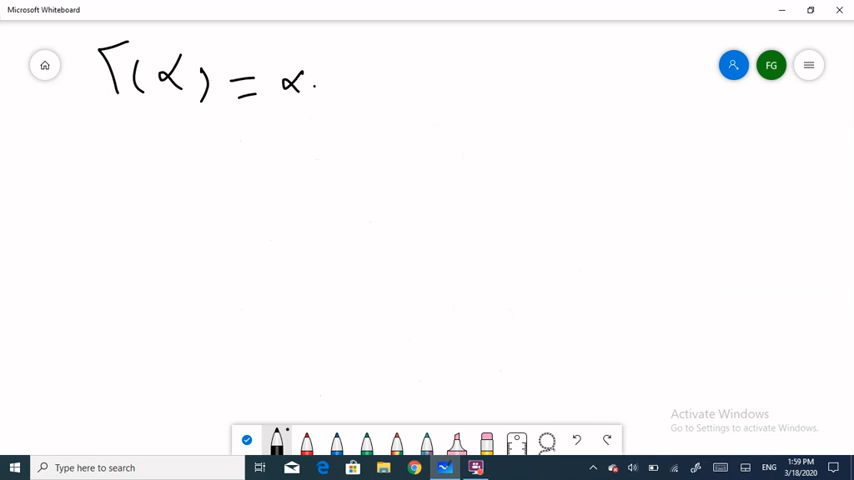 Microsoft Whiteboard
Γ(α) = α.
FG
Activate Windows
Go to Settings to activate Windows.
Type here to search
ENG
1:59 PM
3/18/2020